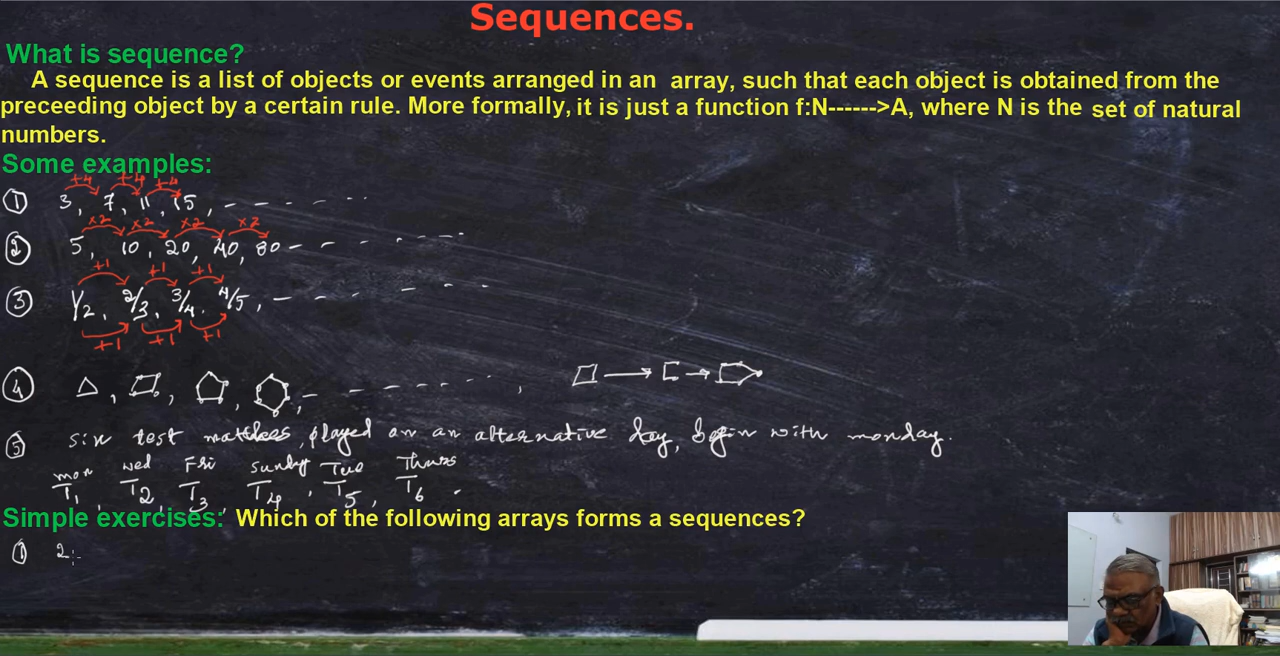 Sequences.
What is sequence?
A sequence is a list of objects or events arranged in an array, such that each object is obtained from the
preceeding object by a certain rule. More formally, it is just a function f:N------>A, where N is the set of natural
numbers.
Some examples:
+4 +4 +4
① 3, 7, 11, 15, - - - - - -
×2 ×2 ×2 ×2
② 5, 10, 20, 40, 80 - - - - - -
+1 +1 +1
③ 1/2, 2/3, 3/4, 4/5, - - - - - -
+1 +1 +1
④
⑤ Six test matches, played on an alternative day, begin with monday.
mon wed Fri Sunday Tue Thurs
T1, T2, T3, T4, T5, T6.
Simple exercises: Which of the following arrays forms a sequences?
① 2,